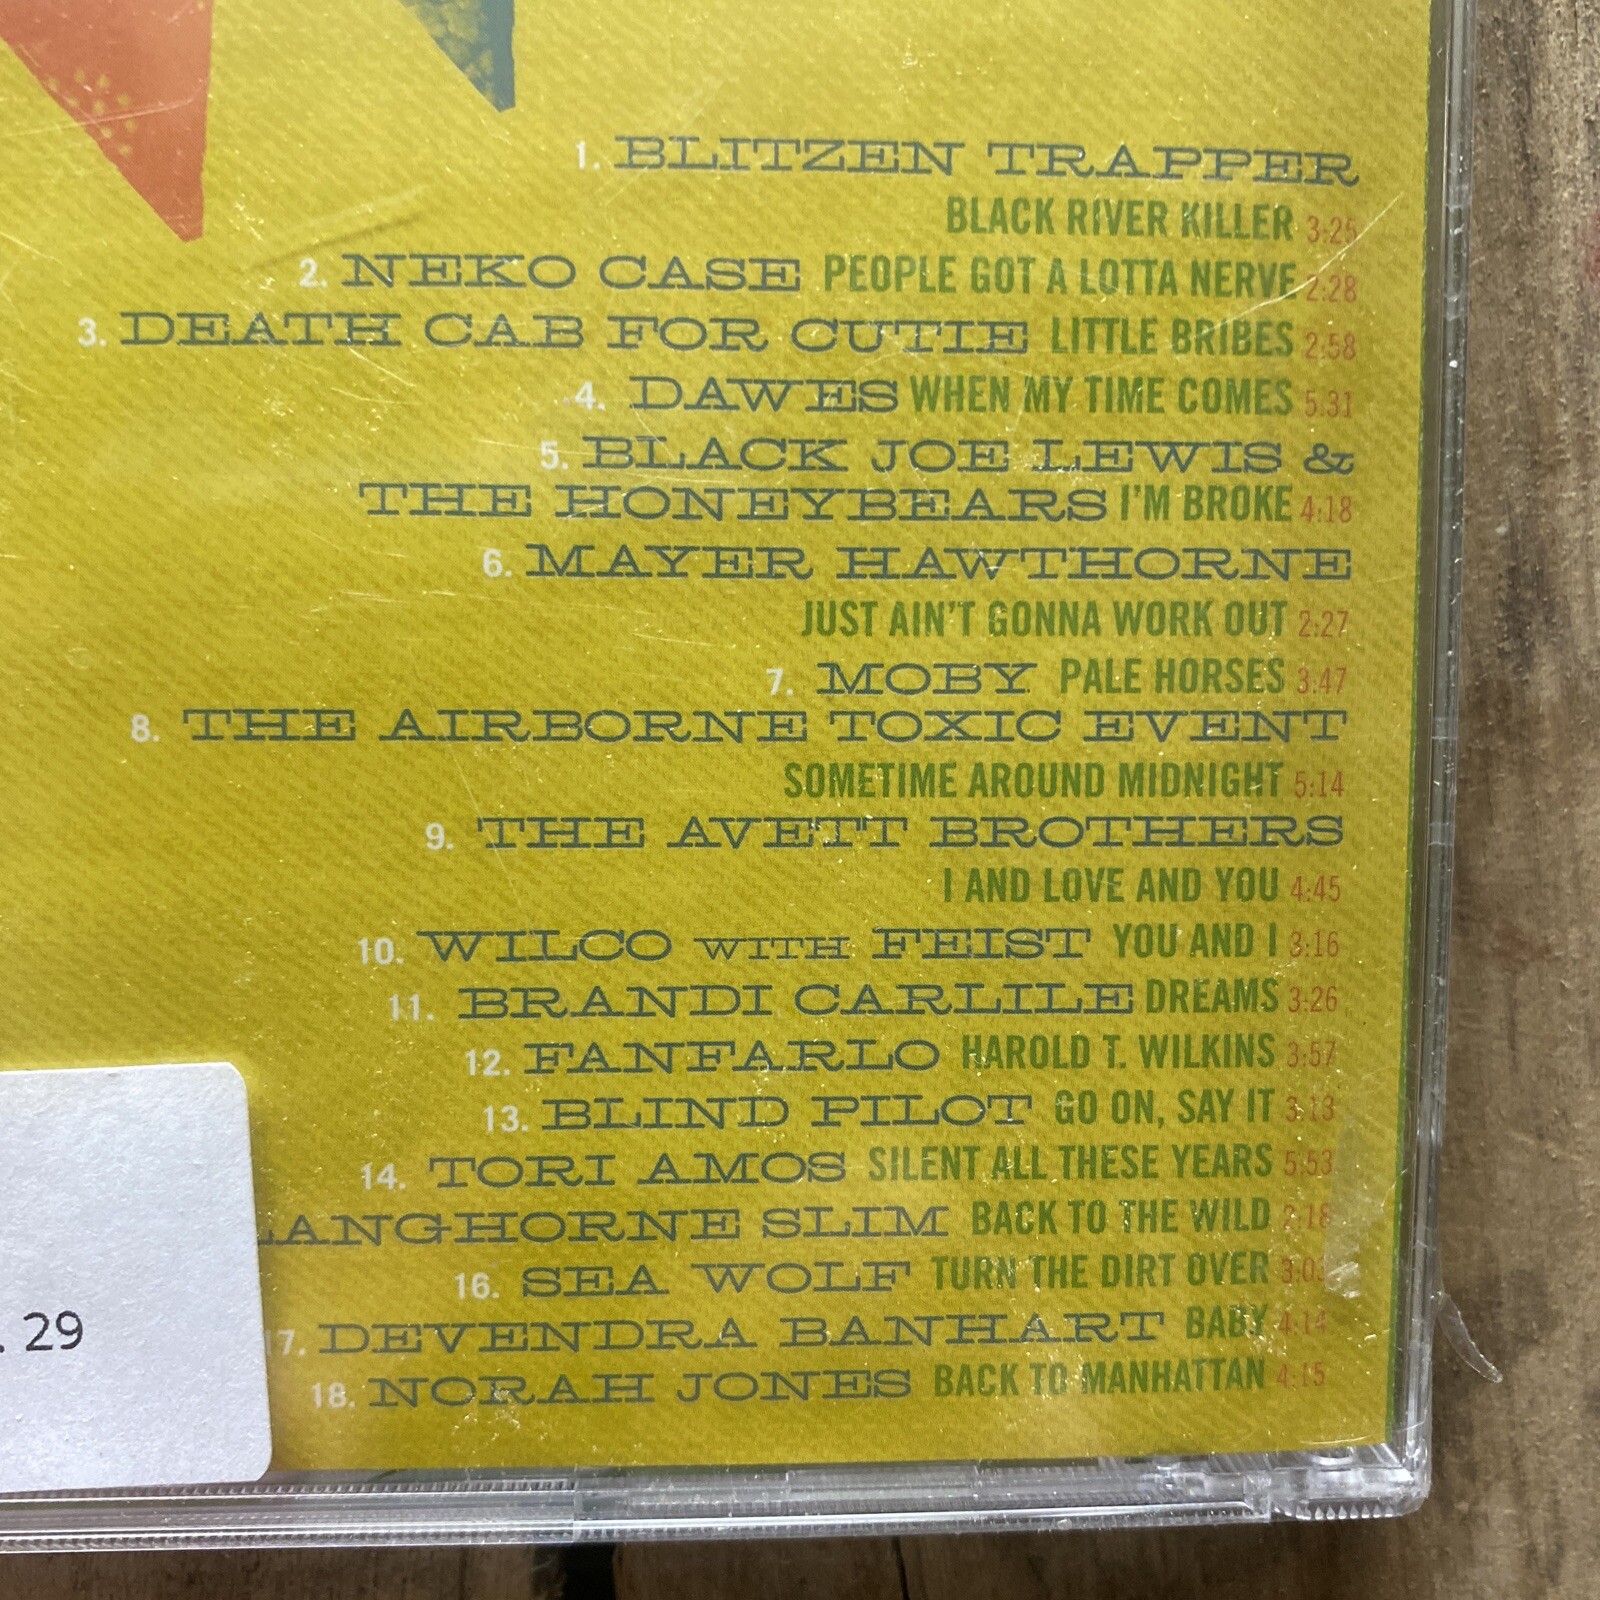 1. BLITZEN TRAPPER
BLACK RIVER KILLER 3:25
2. NEKO CASE PEOPLE GOT A LOTTA NERVE 2:28
3. DEATH CAB FOR CUTIE LITTLE BRIBES 2:58
4. DAWES WHEN MY TIME COMES 5:31
5. BLACK JOE LEWIS &
THE HONEYBEARS I'M BROKE 4:18
6. MAYER HAWTHORNE
JUST AIN'T GONNA WORK OUT 2:27
7. MOBY PALE HORSES 3:47
8. THE AIRBORNE TOXIC EVENT
SOMETIME AROUND MIDNIGHT 5:14
9. THE AVETT BROTHERS
I AND LOVE AND YOU 4:45
10. WILCO WITH FEIST YOU AND I 3:16
11. BRANDI CARLILE DREAMS 3:26
12. FANFARLO HAROLD T. WILKINS 3:57
13. BLIND PILOT GO ON, SAY IT 3:13
14. TORI AMOS SILENT ALL THESE YEARS 5:53
LANGHORNE SLIM BACK TO THE WILD 2:18
16. SEA WOLF TURN THE DIRT OVER
17. DEVENDRA BANHART BABY 4:14
18. NORAH JONES BACK TO MANHATTAN 4:15
. 29